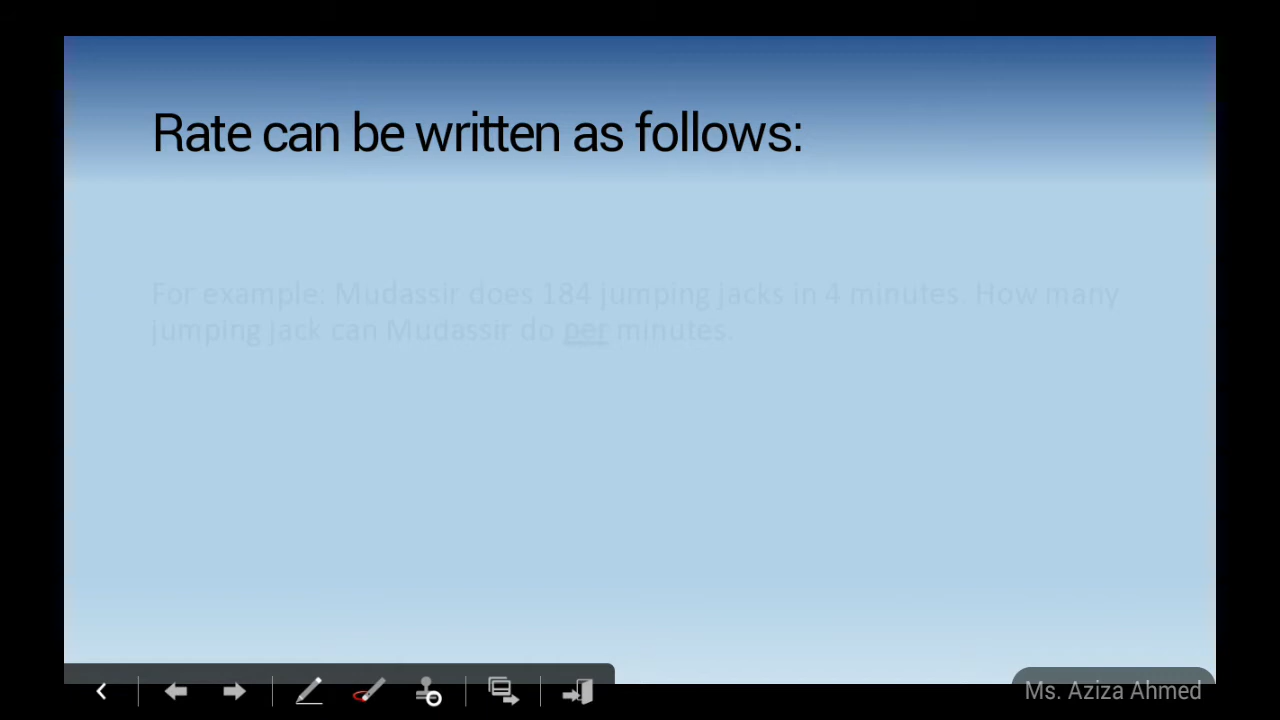 Rate can be written as follows:
For example: Mudassir does 184 jumping jacks in 4 minutes. How many
jumping jack can Mudassir do per minutes.
Ms. Aziza Ahmed